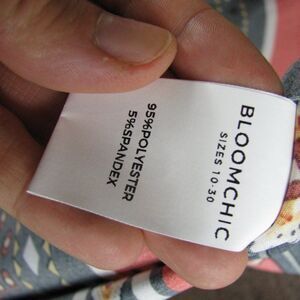 BLOOMCHIC
SIZES 10-30
95%POLYESTER
5%SPANDEX